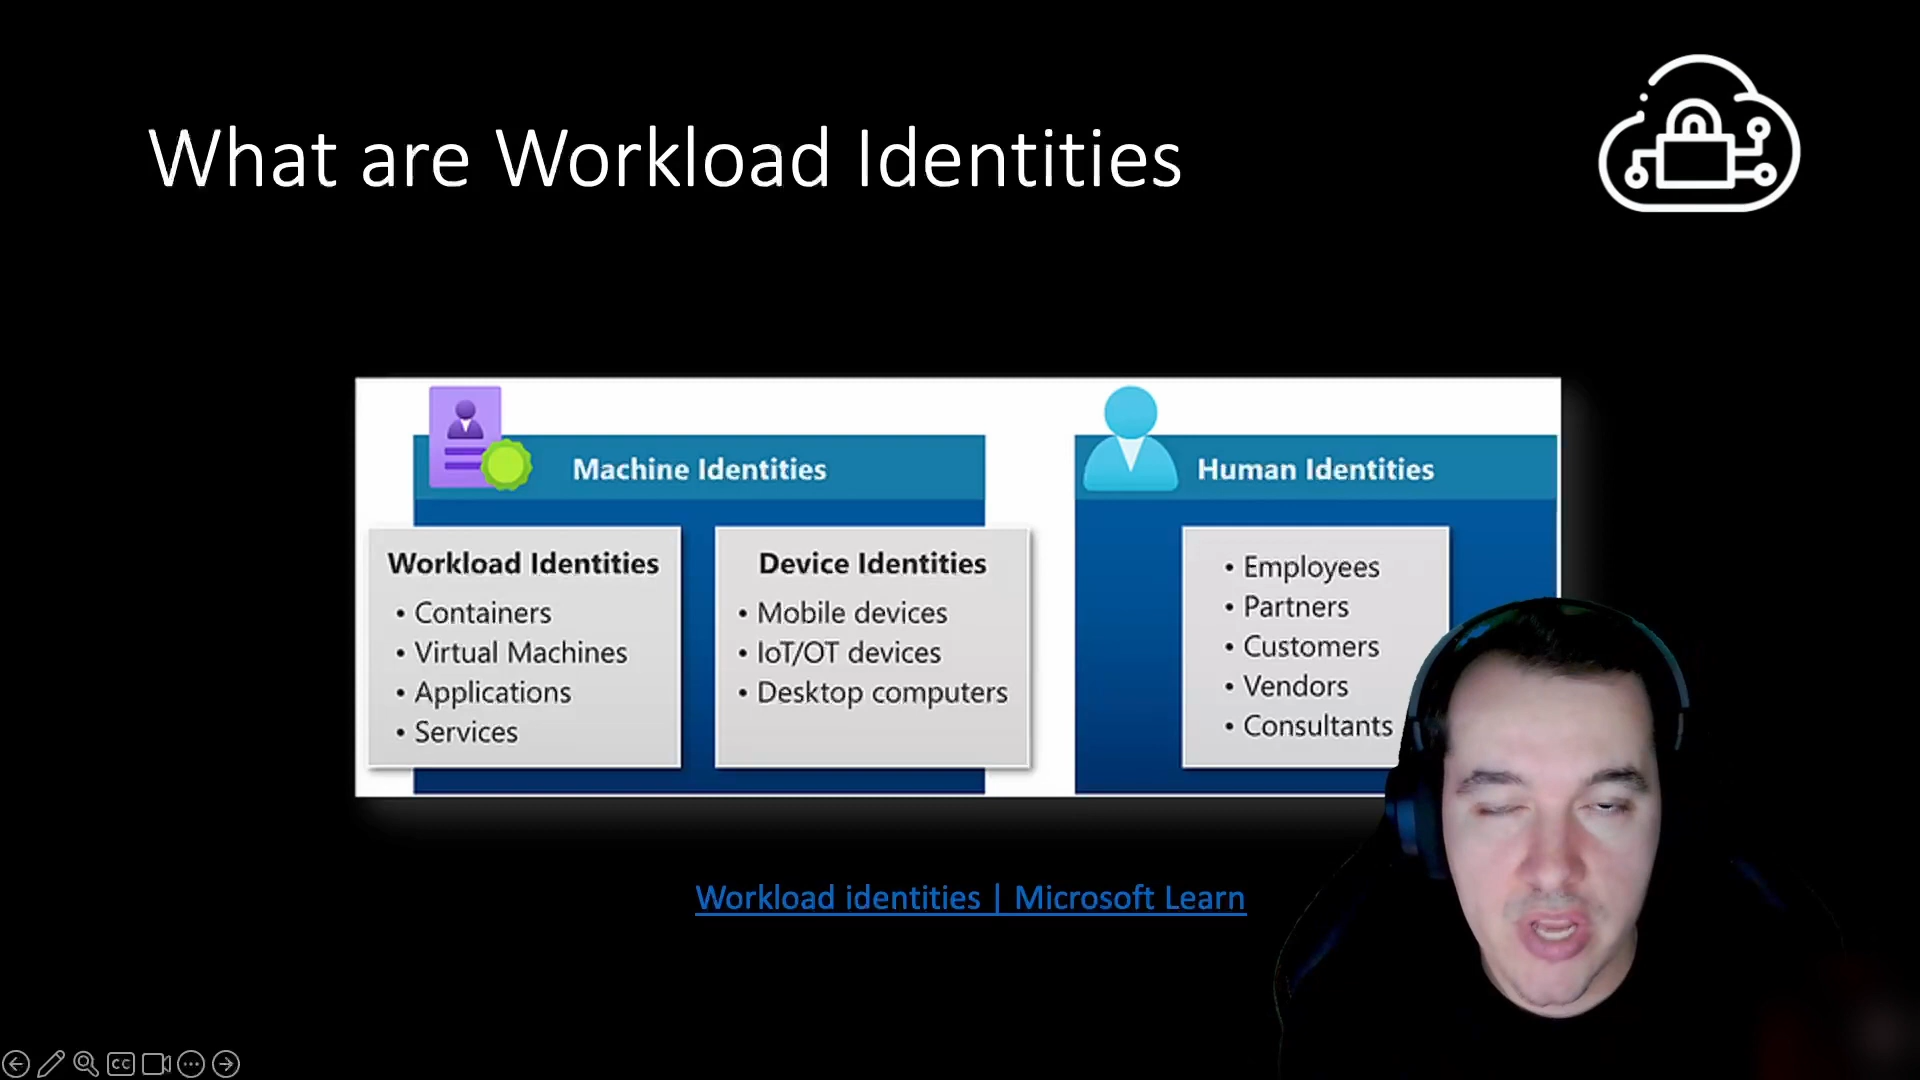 What are Workload Identities
Machine Identities
Human Identities
Workload Identities
• Containers
• Virtual Machines
• Applications
• Services
Device Identities
• Mobile devices
• IoT/OT devices
• Desktop computers
• Employees
• Partners
• Customers
• Vendors
• Consultants
Workload identities | Microsoft Learn
CC